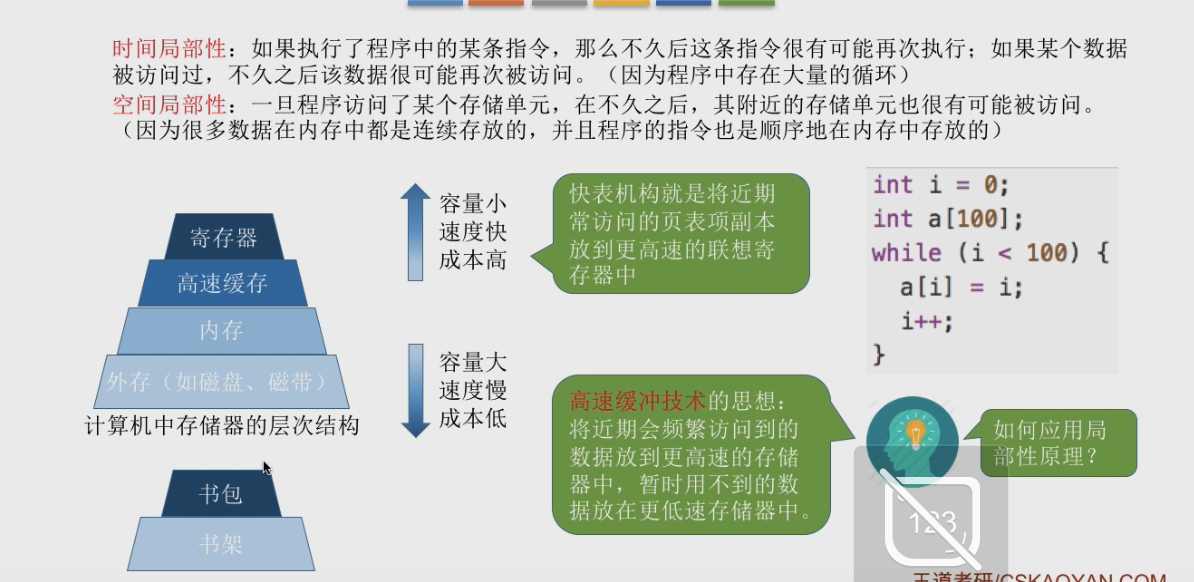 时间局部性：如果执行了程序中的某条指令，那么不久后这条指令很有可能再次执行；如果某个数据
被访问过，不久之后该数据很可能再次被访问。（因为程序中存在大量的循环）
空间局部性：一旦程序访问了某个存储单元，在不久之后，其附近的存储单元也很有可能被访问。
（因为很多数据在内存中都是连续存放的，并且程序的指令也是顺序地在内存中存放的）
寄存器
高速缓存
内存
外存（如磁盘、磁带）
计算机中存储器的层次结构
书包
书架
容量小
速度快
成本高
容量大
速度慢
成本低
快表机构就是将近期
常访问的页表项副本
放到更高速的联想寄
存器中
高速缓冲技术的思想：
将近期会频繁访问到的
数据放到更高速的存储
器中，暂时用不到的数
据放在更低速存储器中。
int i = 0;
int a[100];
while (i < 100) {
a[i] = i;
i++;
}
如何应用局
部性原理？
123
王道考研/CSKAOYAN.COM